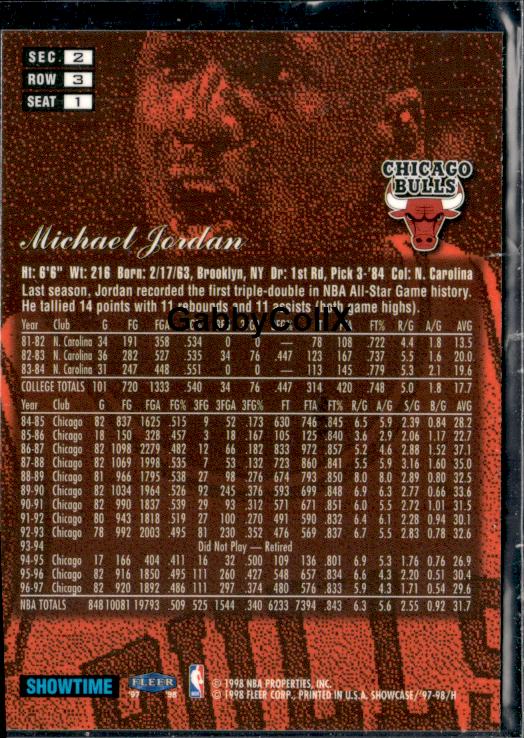 SEC. 2
ROW 3
SEAT 1
CHICAGO
BULLS
Michael Jordan
Ht: 6'6" Wt: 216 Born: 2/17/63, Brooklyn, NY Dr: 1st Rd, Pick 3-'84 Col: N. Carolina
Last season, Jordan recorded the first triple-double in NBA All-Star Game history.
He tallied 14 points with 11 rebounds and 11 assists (both game highs).
GabbyCollX
Year Club G FG FGA FG% 3FG 3FGA 3FG% FT FTA FT% R/G A/G AVG
81-82 N. Carolina 34 191 358 .534 0 0 — 78 108 .722 4.4 1.8 13.5
82-83 N. Carolina 36 282 527 .535 34 76 .447 123 167 .737 5.5 1.6 20.0
83-84 N. Carolina 31 247 448 .551 0 0 — 113 145 .779 5.3 2.1 19.6
COLLEGE TOTALS 101 720 1333 .540 34 76 .447 314 420 .748 5.0 1.8 17.7
Year Club G FG FGA FG% 3FG 3FGA 3FG% FT FTA FT% R/G A/G S/G B/G AVG
84-85 Chicago 82 837 1625 .515 9 52 .173 630 746 .845 6.5 5.9 2.39 0.84 28.2
85-86 Chicago 18 150 328 .457 3 18 .167 105 125 .840 3.6 2.9 2.06 1.17 22.7
86-87 Chicago 82 1098 2279 .482 12 66 .182 833 972 .857 5.2 4.6 2.88 1.52 37.1
87-88 Chicago 82 1069 1998 .535 7 53 .132 723 860 .841 5.5 5.9 3.16 1.60 35.0
88-89 Chicago 81 966 1795 .538 27 98 .276 674 793 .850 8.0 8.0 2.89 0.80 32.5
89-90 Chicago 82 1034 1964 .526 92 245 .376 593 699 .848 6.9 6.3 2.77 0.66 33.6
90-91 Chicago 82 990 1837 .539 29 93 .312 571 671 .851 6.0 5.5 2.72 1.01 31.5
91-92 Chicago 80 943 1818 .519 27 100 .270 491 590 .832 6.4 6.1 2.28 0.94 30.1
92-93 Chicago 78 992 2003 .495 81 230 .352 476 569 .837 6.7 5.5 2.83 0.78 32.6
93-94 Did Not Play — Retired
94-95 Chicago 17 166 404 .411 16 32 .500 109 136 .801 6.9 5.3 1.76 0.76 26.9
95-96 Chicago 82 916 1850 .495 111 260 .427 548 657 .834 6.6 4.3 2.20 0.51 30.4
96-97 Chicago 82 920 1892 .486 111 297 .374 480 576 .833 5.9 4.3 1.71 0.54 29.6
NBA TOTALS 848 10081 19793 .509 525 1544 .340 6233 7394 .843 6.3 5.6 2.55 0.92 31.7
SHOWTIME
FLEER
'97 '98
NBA
© 1998 NBA PROPERTIES, INC.
© 1998 FLEER CORP., PRINTED IN U.S.A. SHOWCASE/'97-98/H